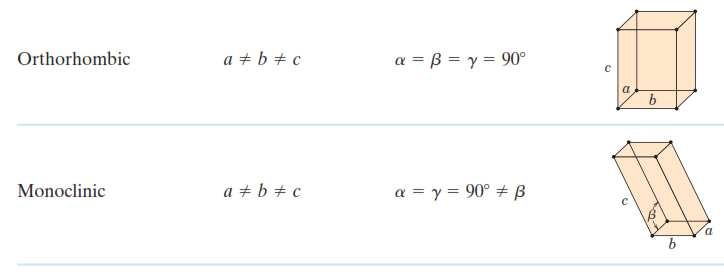 Orthorhombic a ≠ b ≠ c α = β = γ = 90°
c
a
b
Monoclinic a ≠ b ≠ c α = γ = 90° ≠ β
c
β
a
b